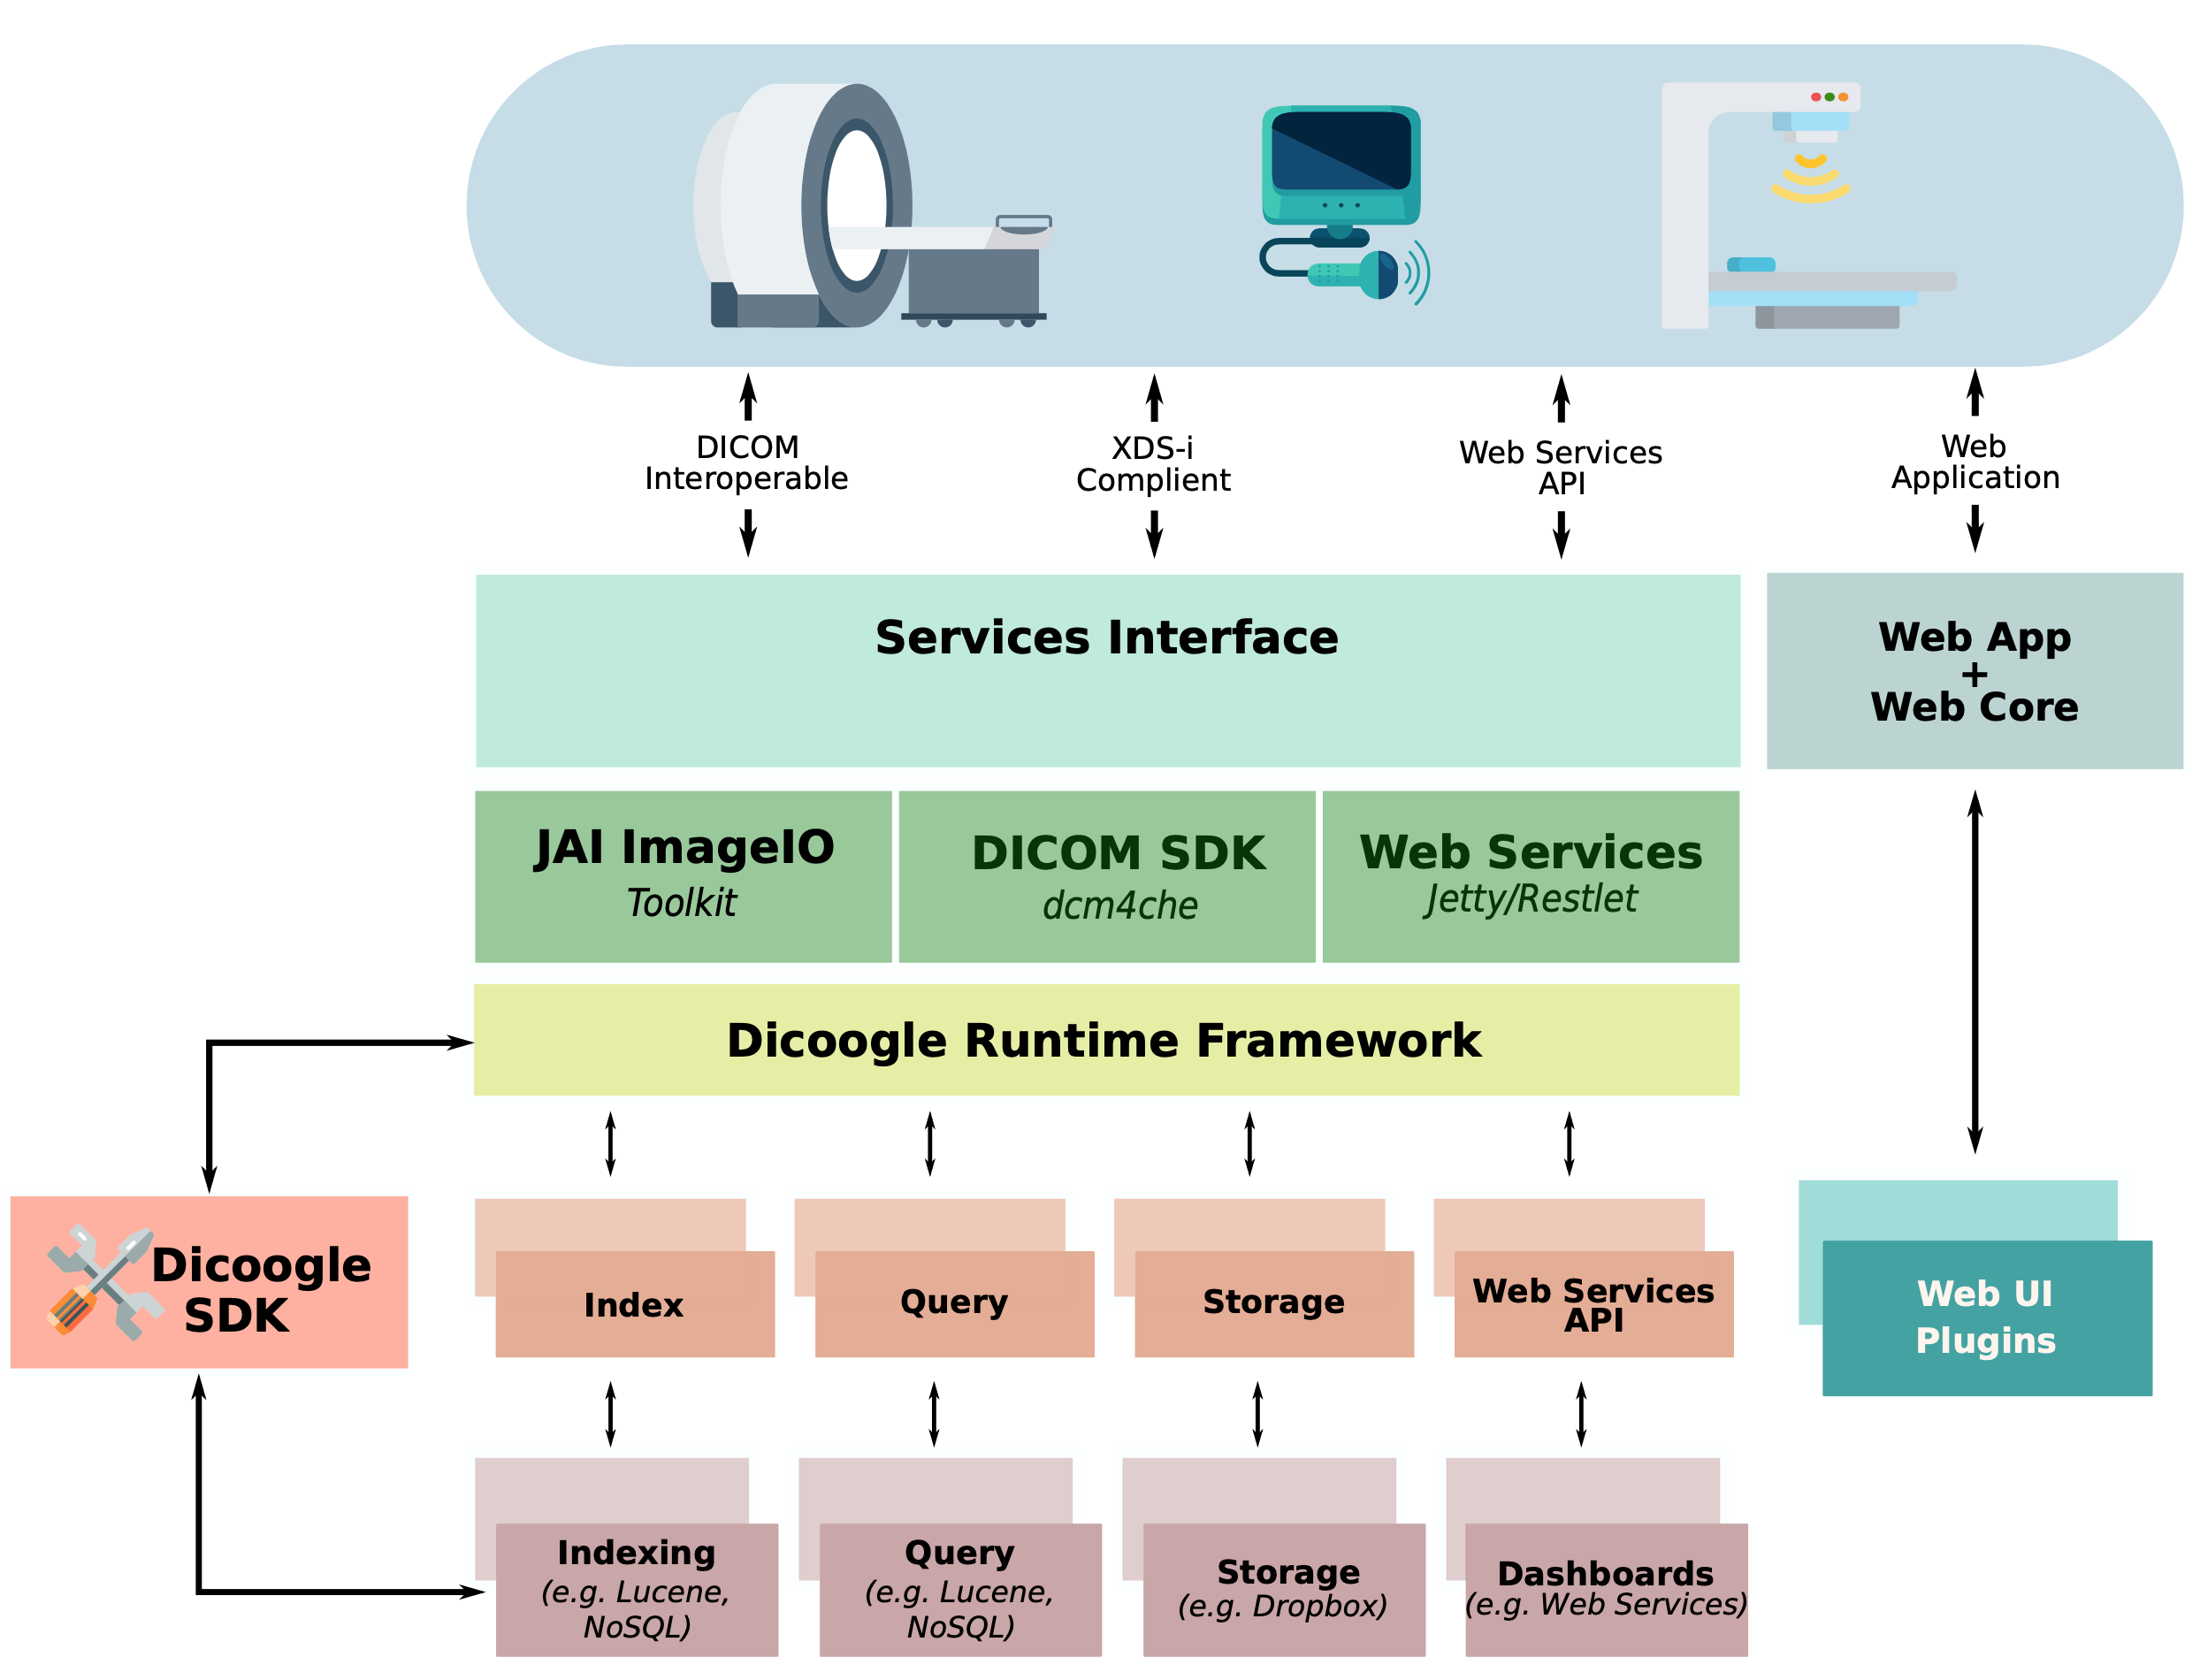 DICOM
Interoperable
XDS-i
Complient
Web Services
API
Web
Application
Services Interface
Web App
+
Web Core
JAI ImageIO
Toolkit
DICOM SDK
dcm4che
Web Services
Jetty/Restlet
Dicoogle Runtime Framework
Dicoogle
SDK
Index
Query
Storage
Web Services
API
Web UI
Plugins
Indexing
(e.g. Lucene,
NoSQL)
Query
(e.g. Lucene,
NoSQL)
Storage
(e.g. Dropbox)
Dashboards
(e.g. Web Services)